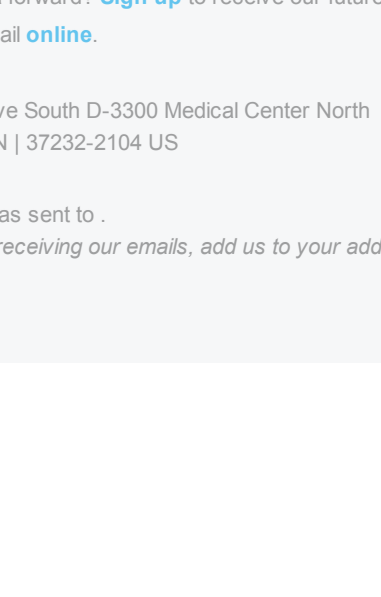 forward? Sign up to receive our future
ail online.
ve South D-3300 Medical Center North
N | 37232-2104 US
as sent to .
receiving our emails, add us to your add